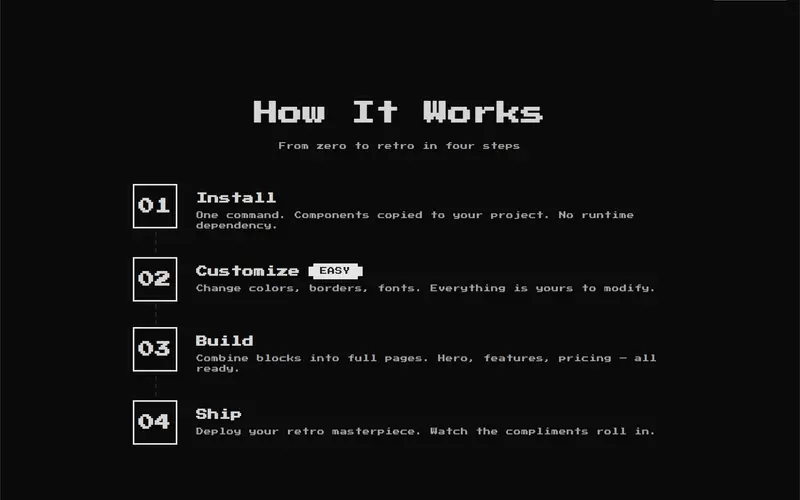 How It Works
From zero to retro in four steps
01
Install
One command. Components copied to your project. No runtime
dependency.
02
Customize EASY
Change colors, borders, fonts. Everything is yours to modify.
03
Build
Combine blocks into full pages. Hero, features, pricing — all
ready.
04
Ship
Deploy your retro masterpiece. Watch the compliments roll in.